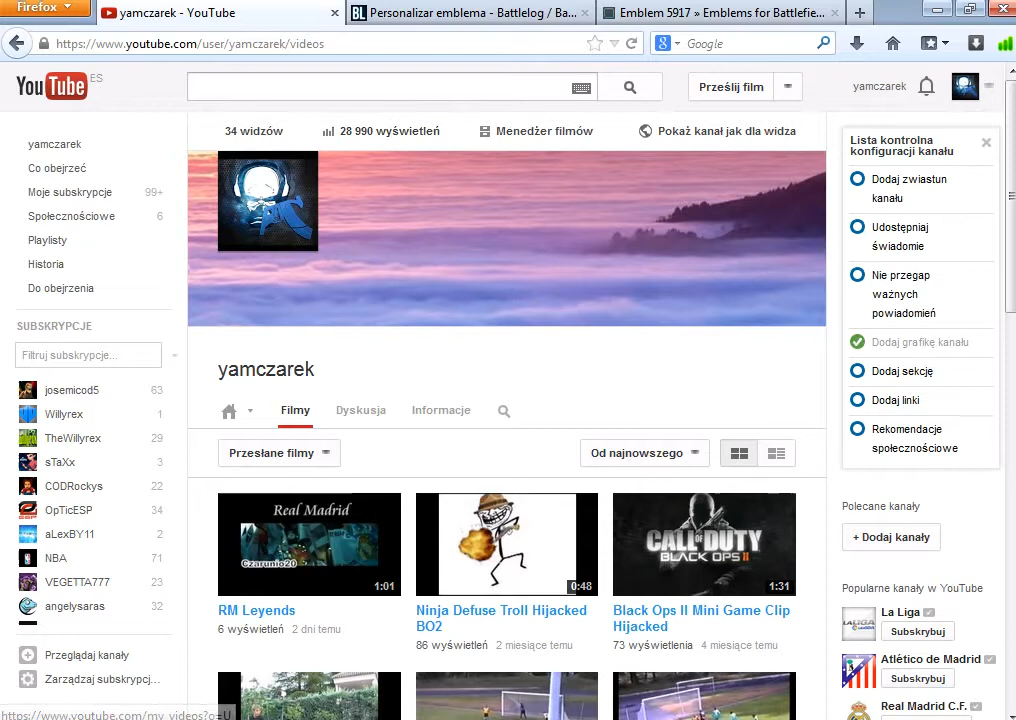 Firefox
yamczarek - YouTube
Personalizar emblema - Battlelog / Ba...
Emblem 5917 » Emblems for Battlefie...
https://www.youtube.com/user/yamczarek/videos
Google
YouTube ES
Prześlij film
yamczarek
yamczarek
Co obejrzeć
Moje subskrypcje 99+
Społecznościowe 6
Playlisty
Historia
Do obejrzenia
SUBSKRYPCJE
Filtruj subskrypcje...
josemicod5 63
Willyrex 1
TheWillyrex 29
sTaXx 3
CODRockys 22
OpTicESP 34
aLexBY11 2
NBA 71
VEGETTA777 23
angelysaras 32
Przeglądaj kanały
Zarządzaj subskrypcj...
https://www.youtube.com/my_videos?o=U
34 widzów
28 990 wyświetleń
Menedżer filmów
Pokaż kanał jak dla widza
yamczarek
Filmy
Dyskusja
Informacje
Przesłane filmy
Od najnowszego
Real Madrid
Czarunio20
1:01
RM Leyends
6 wyświetleń 2 dni temu
0:48
Ninja Defuse Troll Hijacked
BO2
86 wyświetleń 2 miesiące temu
CALL OF DUTY
BLACK OPS II
1:31
Black Ops II Mini Game Clip
Hijacked
73 wyświetlenia 4 miesiące temu
Lista kontrolna
konfiguracji kanału
Dodaj zwiastun
kanału
Udostępniaj
świadomie
Nie przegap
ważnych
powiadomień
Dodaj grafikę kanału
Dodaj sekcję
Dodaj linki
Rekomendacje
społecznościowe
Polecane kanały
+ Dodaj kanały
Popularne kanały w YouTube
La Liga
Subskrybuj
Atlético de Madrid
Subskrybuj
Real Madrid C.F.